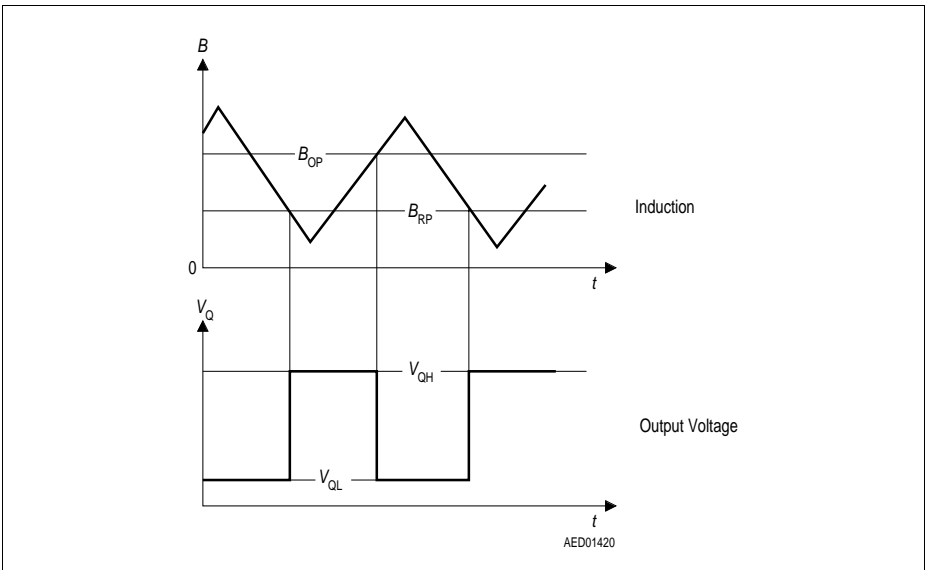 B
B_OP
B_RP
Induction
0
t
V_Q
V_QH
Output Voltage
V_QL
t
AED01420